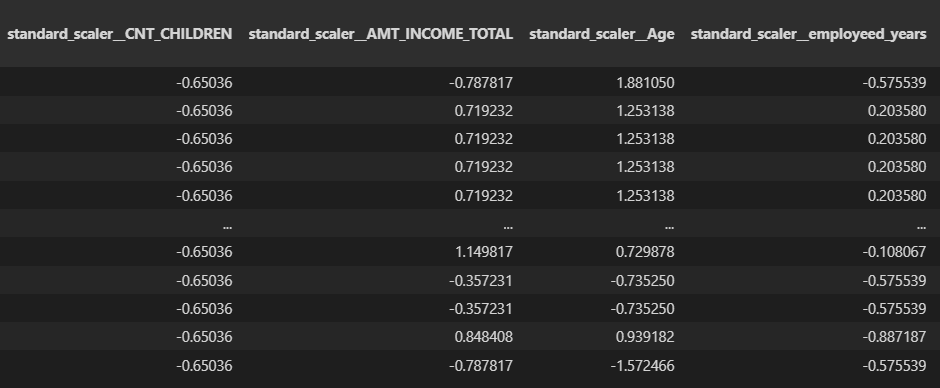 standard_scaler__CNT_CHILDREN standard_scaler__AMT_INCOME_TOTAL standard_scaler__Age standard_scaler__employeed_years
-0.65036 -0.787817 1.881050 -0.575539
-0.65036 0.719232 1.253138 0.203580
-0.65036 0.719232 1.253138 0.203580
-0.65036 0.719232 1.253138 0.203580
-0.65036 0.719232 1.253138 0.203580
... ... ... ...
-0.65036 1.149817 0.729878 -0.108067
-0.65036 -0.357231 -0.735250 -0.575539
-0.65036 -0.357231 -0.735250 -0.575539
-0.65036 0.848408 0.939182 -0.887187
-0.65036 -0.787817 -1.572466 -0.575539